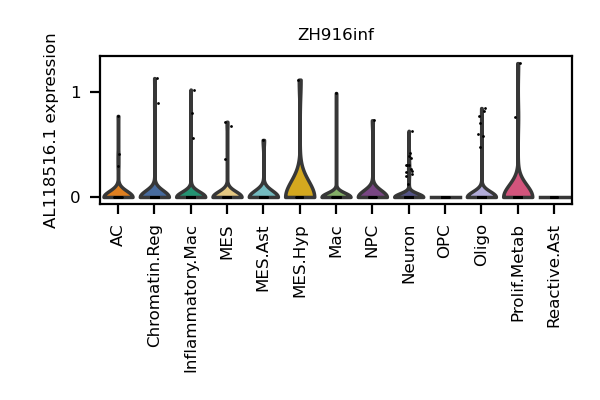 ZH916inf
AL118516.1 expression
1
0
AC
Chromatin.Reg
Inflammatory.Mac
MES
MES.Ast
MES.Hyp
Mac
NPC
Neuron
OPC
Oligo
Prolif.Metab
Reactive.Ast